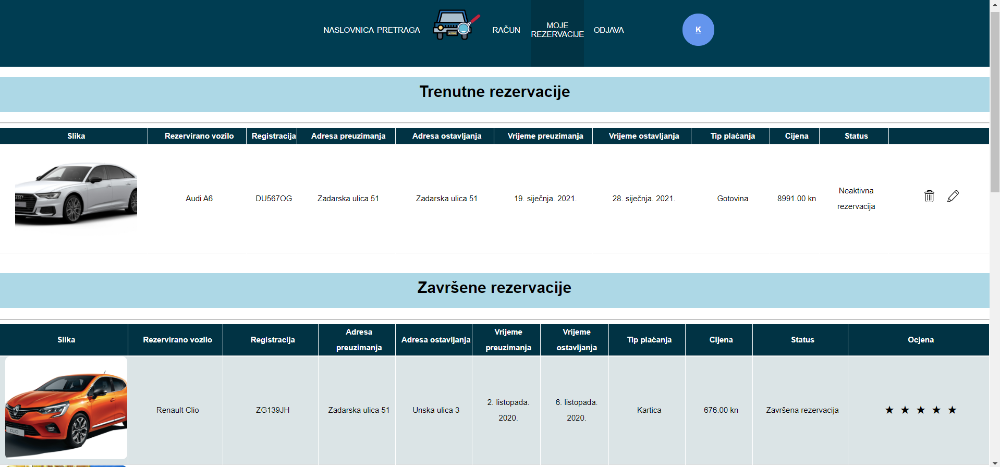 NASLOVNICA PRETRAGA RAČUN MOJE REZERVACIJE ODJAVA K
Trenutne rezervacije
Slika Rezervirano vozilo Registracija Adresa preuzimanja Adresa ostavljanja Vrijeme preuzimanja Vrijeme ostavljanja Tip plaćanja Cijena Status
Audi A6 DU567OG Zadarska ulica 51 Zadarska ulica 51 19. siječnja. 2021. 28. siječnja. 2021. Gotovina 8991.00 kn Neaktivna rezervacija
Završene rezervacije
Slika Rezervirano vozilo Registracija Adresa preuzimanja Adresa ostavljanja Vrijeme preuzimanja Vrijeme ostavljanja Tip plaćanja Cijena Status Ocjena
CLIO
Renault Clio ZG139JH Zadarska ulica 51 Unska ulica 3 2. listopada. 2020. 6. listopada. 2020. Kartica 676.00 kn Završena rezervacija ★ ★ ★ ★ ★